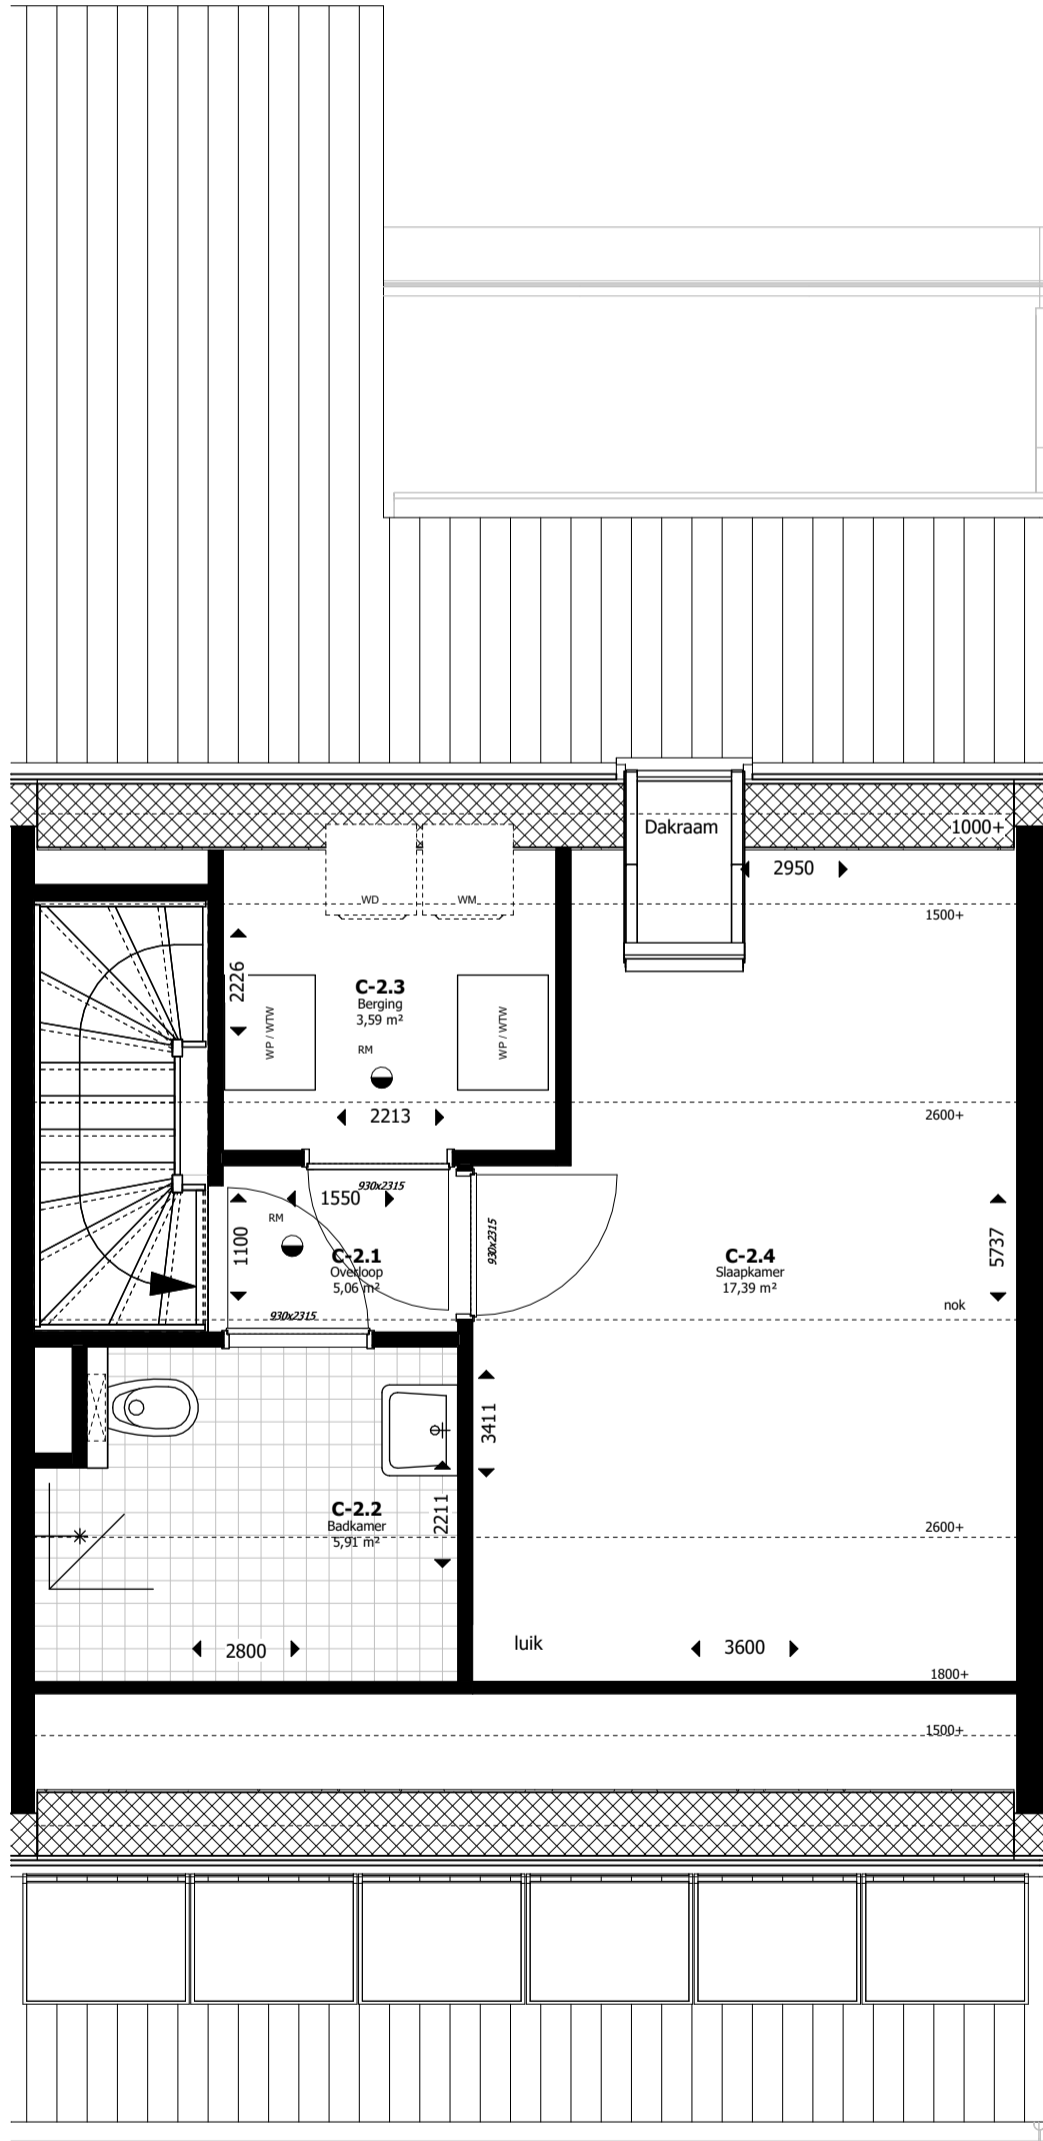 Dakraam
1000+
2950
WD
WM
1500+
2226
C-2.3
Berging
3,59 m²
WP / WTW
WP / WTW
RM
2213
2600+
930x2315
1550
RM
1100
930x2315
C-2.1
Overloop
5,06 m²
C-2.4
Slaapkamer
17,39 m²
5737
nok
930x2315
3411
2211
C-2.2
Badkamer
5,91 m²
2600+
2800
luik
3600
1800+
1500+